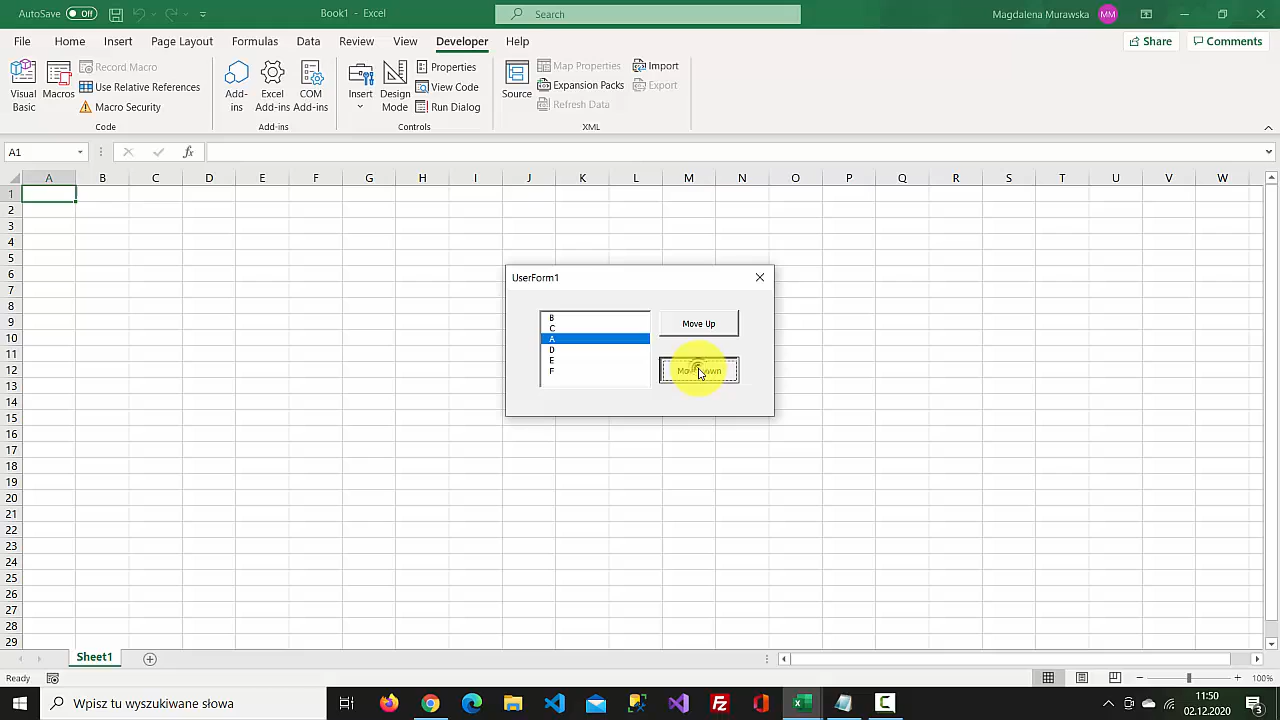 AutoSave Off Book1 - Excel Search Magdalena Murawska MM
File Home Insert Page Layout Formulas Data Review View Developer Help Share Comments
Visual Basic
Macros
Record Macro
Use Relative References
Macro Security
Code
Add-ins
Excel Add-ins
COM Add-ins
Add-ins
Insert
Design Mode
Properties
View Code
Run Dialog
Controls
Source
Map Properties
Expansion Packs
Refresh Data
Import
Export
XML
A1 fx
A B C D E F G H I J K L M N O P Q R S T U V W
1
2
3
4
5
6
7
8
9
10
11
12
13
14
15
16
17
18
19
20
21
22
23
24
25
26
27
28
29
UserForm1
B
C
A
D
E
F
Move Up
Move Down
Sheet1
Ready 100%
Wpisz tu wyszukiwane słowa
11:50
02.12.2020